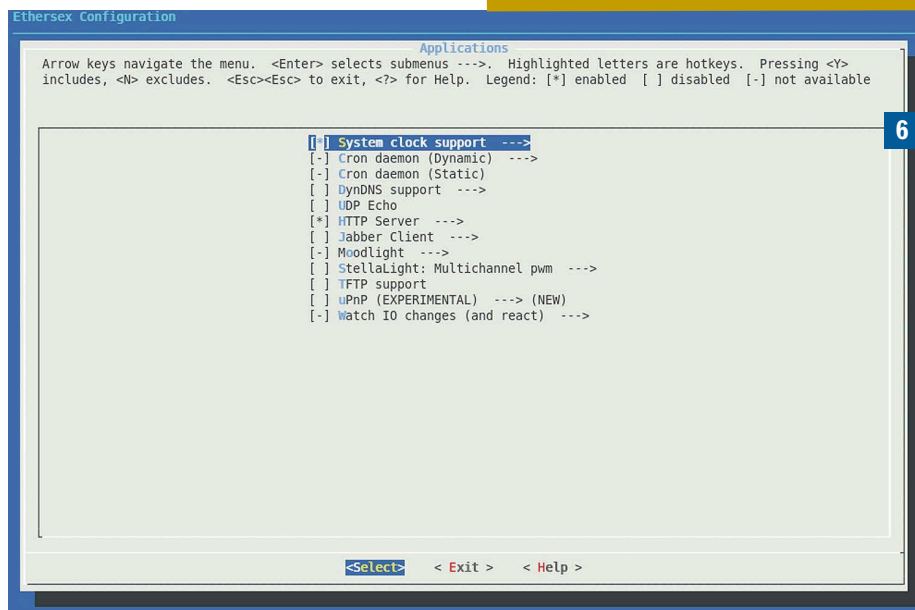 Ethersex Configuration
Applications
Arrow keys navigate the menu.  <Enter> selects submenus --->.  Highlighted letters are hotkeys.  Pressing <Y>
includes, <N> excludes.  <Esc><Esc> to exit, <?> for Help.  Legend: [*] enabled  [ ] disabled  [-] not available
6
[*] System clock support  --->
[-] Cron daemon (Dynamic)  --->
[-] Cron daemon (Static)
[ ] DynDNS support  --->
[ ] UDP Echo
[*] HTTP Server  --->
[ ] Jabber Client  --->
[-] Moodlight  --->
[ ] StellaLight: Multichannel pwm  --->
[ ] TFTP support
[ ] uPnP (EXPERIMENTAL)  ---> (NEW)
[-] Watch IO changes (and react)  --->
<Select>    < Exit >    < Help >